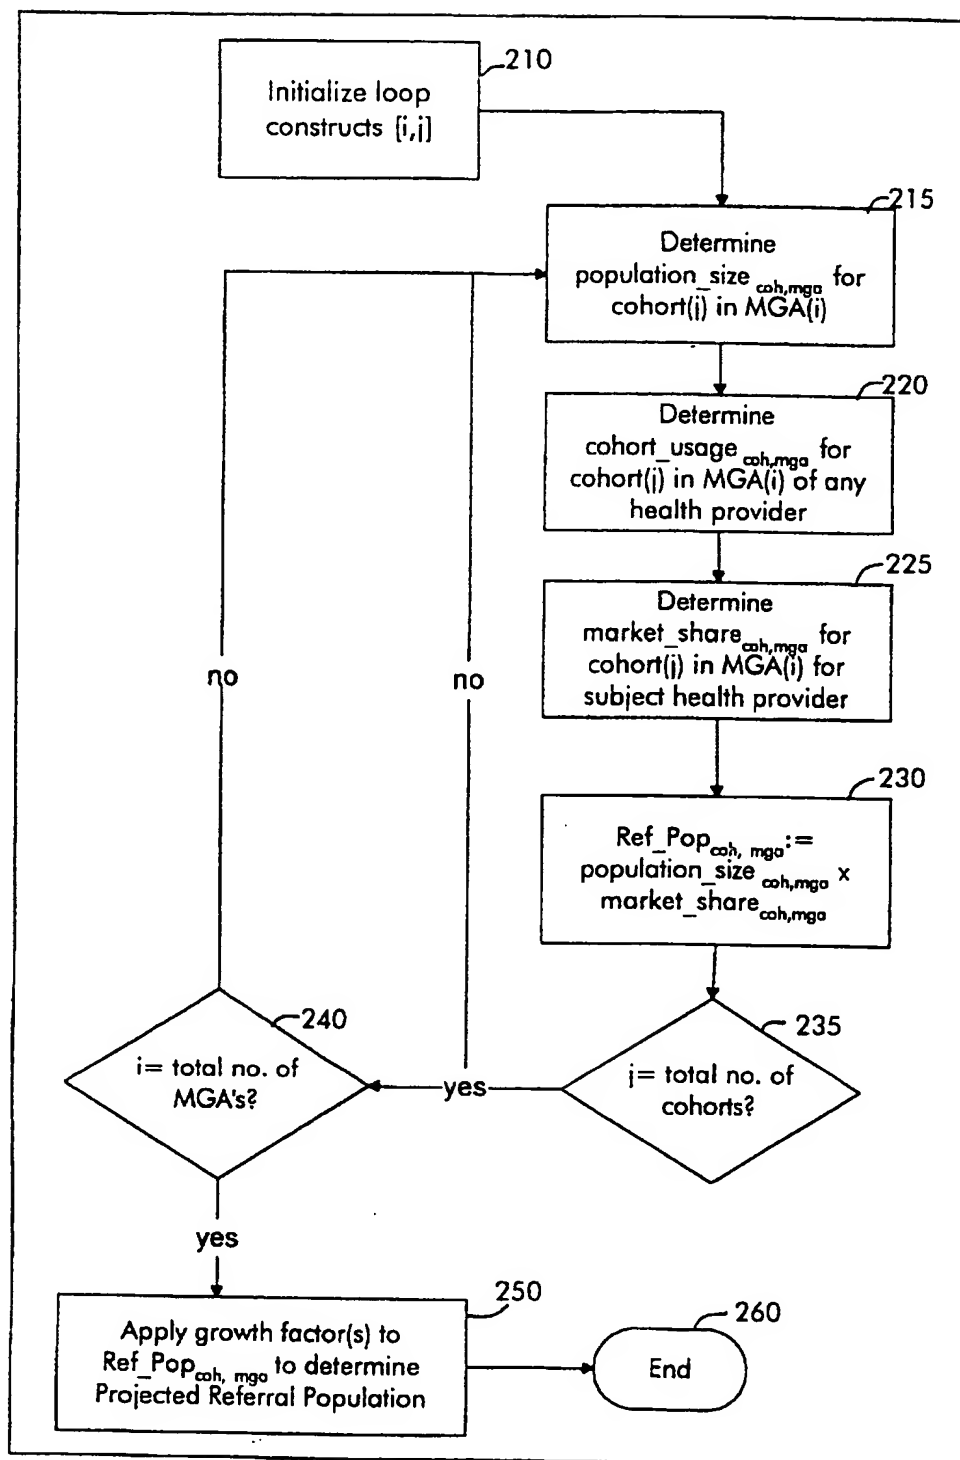 210
Initialize loop
constructs [i,j]
215
Determine
population_size coh,mga for
cohort(j) in MGA(i)
220
Determine
cohort_usage coh,mga for
cohort(j) in MGA(i) of any
health provider
225
Determine
market_share coh,mga for
cohort(j) in MGA(i) for
subject health provider
no
no
230
Ref_Pop coh, mga :=
population_size coh,mga x
market_share coh,mga
240
i= total no. of
MGA's?
yes
235
j= total no. of
cohorts?
yes
250
Apply growth factor(s) to
Ref_Pop coh, mga to determine
Projected Referral Population
260
End